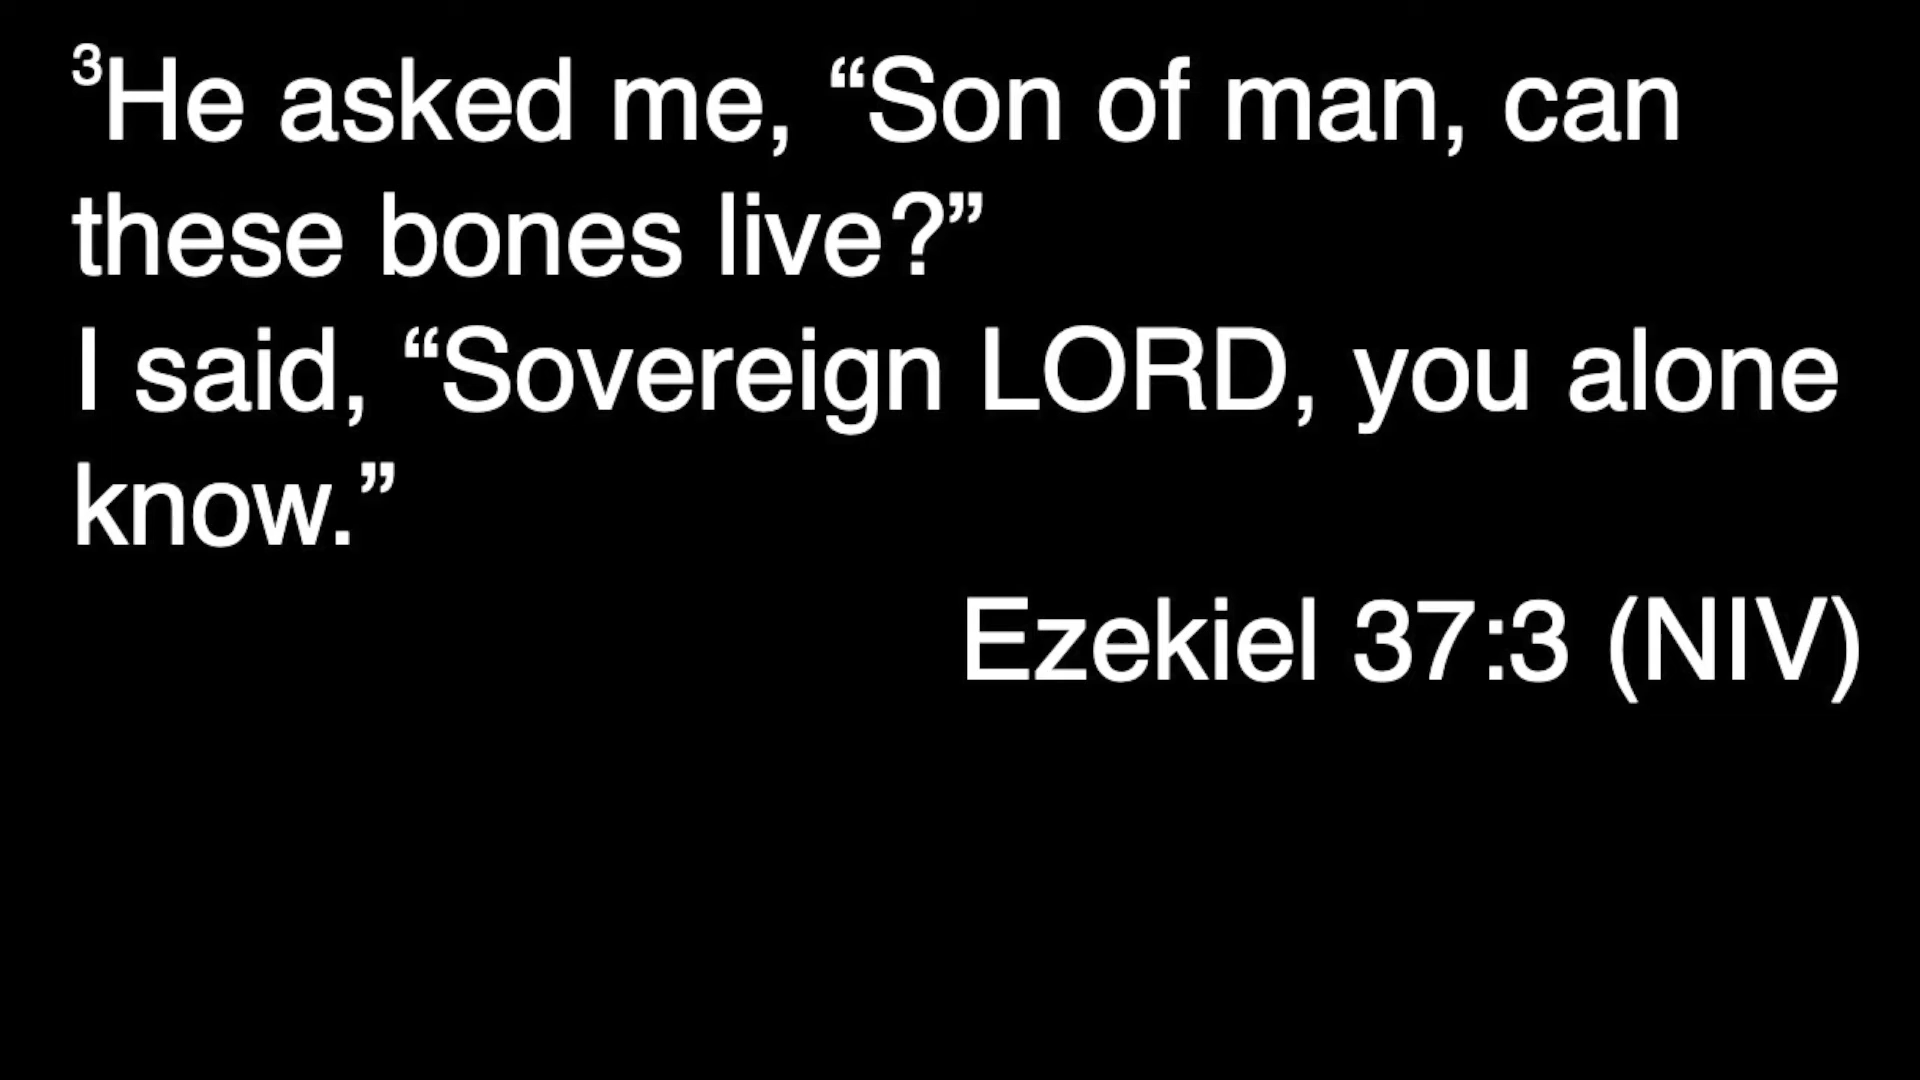 ³He asked me, “Son of man, can
these bones live?”
I said, “Sovereign LORD, you alone
know.”
Ezekiel 37:3 (NIV)